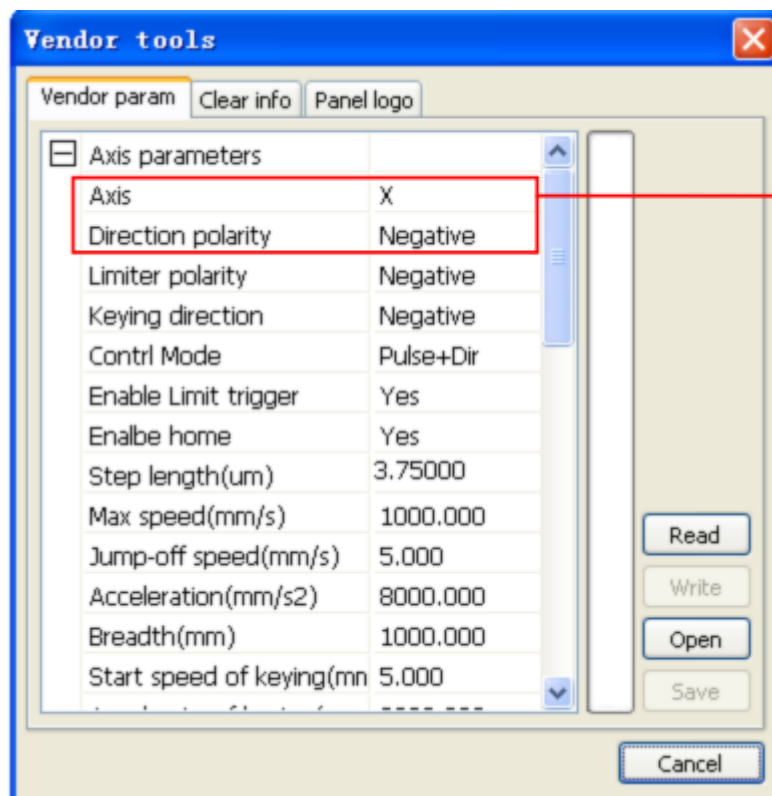 Vendor tools
Vendor param Clear info Panel logo
Axis parameters
Axis X
Direction polarity Negative
Limiter polarity Negative
Keying direction Negative
Contrl Mode Pulse+Dir
Enable Limit trigger Yes
Enalbe home Yes
Step length(um) 3.75000
Max speed(mm/s) 1000.000
Jump-off speed(mm/s) 5.000
Acceleration(mm/s2) 8000.000
Breadth(mm) 1000.000
Start speed of keying(mn 5.000
Read
Write
Open
Save
Cancel